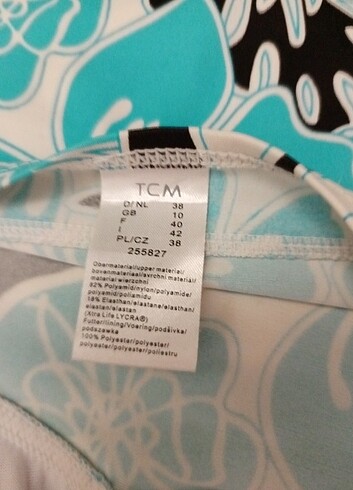 TCM
D/NL 38
GB 10
F 40
I 42
PL/CZ 38
255827
Obermaterial/upper material/
bovenmateriaal/svrchní materiál/
materiał wierzchni
82% Polyamid/nylon/polyamide/
polyamid/poliamidu
18% Elastan/elastane/elasthan/
elastan/elastan
(Xtra Life LYCRA®)
Futter/lining/Voering/podšívka/
podszewka
100% Polyester/polyester/
polyester/polyester/poliestru